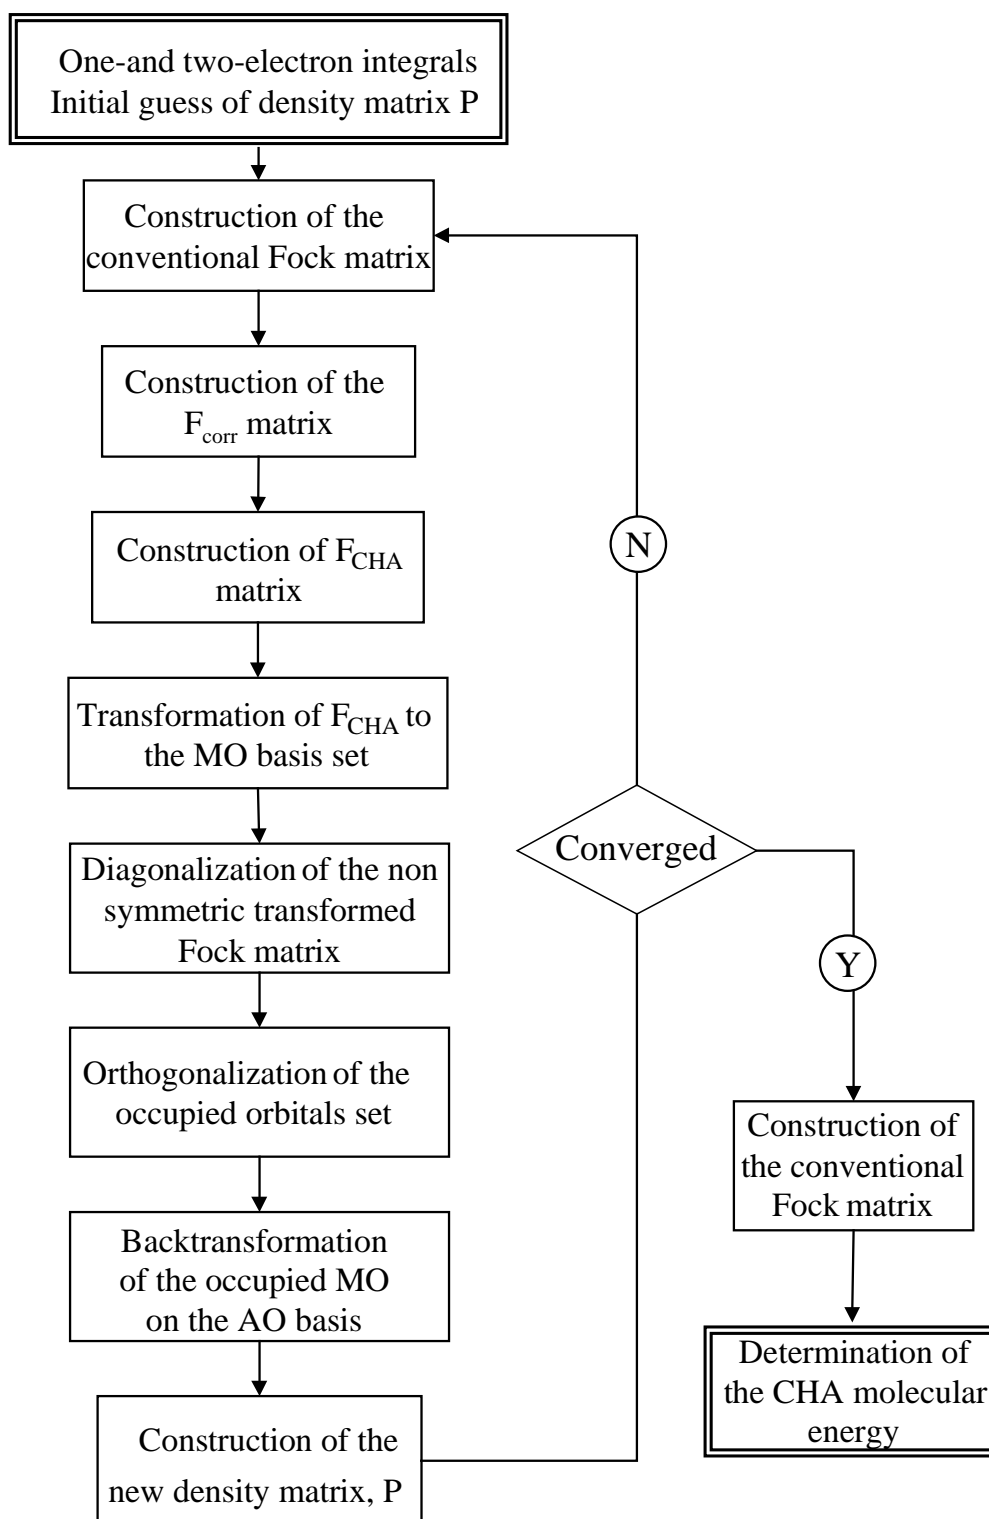 One-and two-electron integrals
Initial guess of density matrix P
Construction of the
conventional Fock matrix
Construction of the
F_corr matrix
Construction of F_CHA
matrix
Transformation of F_CHA to
the MO basis set
Diagonalization of the non
symmetric transformed
Fock matrix
Orthogonalization of the
occupied orbitals set
Backtransformation
of the occupied MO
on the AO basis
Construction of the
new density matrix, P
N
Converged
Y
Construction of
the conventional
Fock matrix
Determination of
the CHA molecular
energy